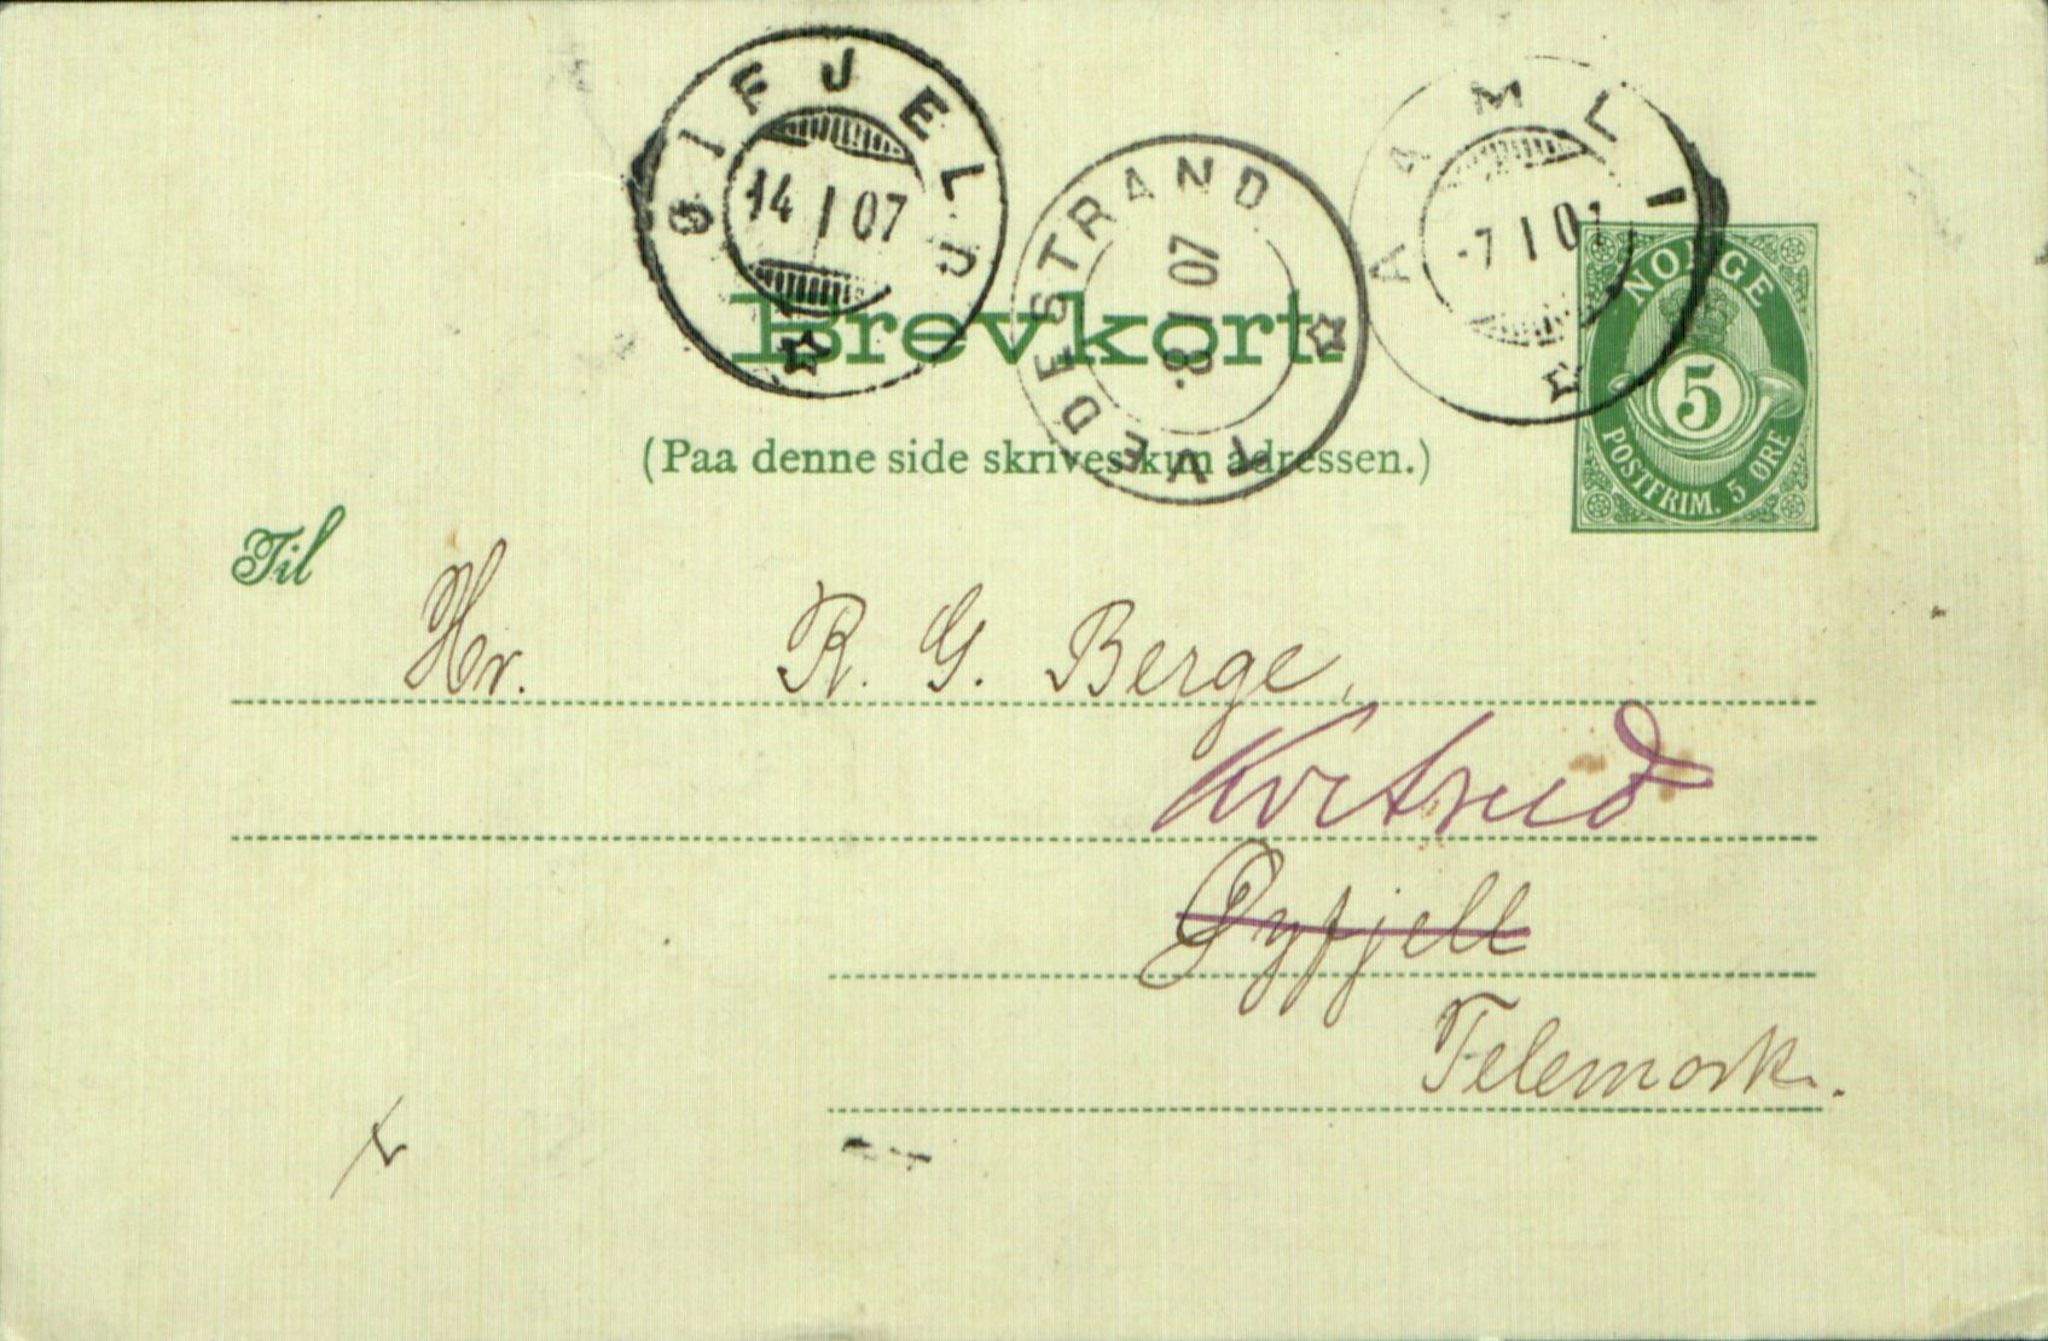 ØIFJELD
14 I 07
TVEDESTRAND
8 I 07
AAMLI
7 I 07
NORGE
5
POSTFRIM. 5 ØRE
Brevkort.
(Paa denne side skrives kun adressen.)
Til
Hr. R. G. Berge,
Kvitrud
Øyfjell
Telemork.